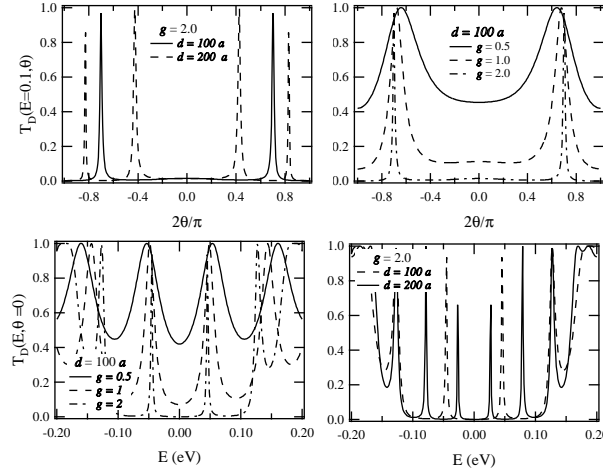 g = 2.0
d = 100 a
d = 200 a
T_D(E=0.1,θ)
1.0
0.8
0.6
0.4
0.2
0.0
-0.8 -0.4 0.0 0.4 0.8
2θ/π
d = 100 a
g = 0.5
g = 1.0
g = 2.0
1.0
0.8
0.6
0.4
0.2
0.0
-0.8 -0.4 0.0 0.4 0.8
2θ/π
T_D(E,θ =0)
1.0
0.8
0.6
0.4
0.2
0.0
d = 100 a
g = 0.5
g = 1
g = 2
-0.20 -0.10 0.00 0.10 0.20
E (eV)
g = 2.0
d = 100 a
d = 200 a
1.0
0.8
0.6
0.4
0.2
0.0
-0.20 -0.10 0.00 0.10 0.20
E (eV)